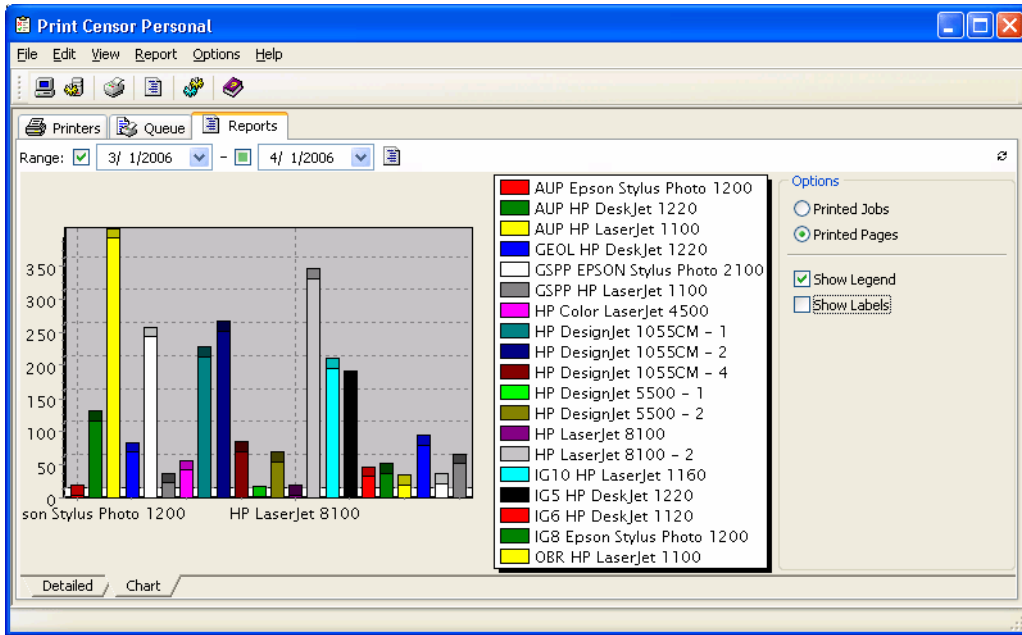 Print Censor Personal
File Edit View Report Options Help
Printers Queue Reports
Range: 3/ 1/2006 - 4/ 1/2006
350
300
250
200
150
100
50
0
son Stylus Photo 1200 HP LaserJet 8100
AUP Epson Stylus Photo 1200
AUP HP DeskJet 1220
AUP HP LaserJet 1100
GEOL HP DeskJet 1220
GSPP EPSON Stylus Photo 2100
GSPP HP LaserJet 1100
HP Color LaserJet 4500
HP DesignJet 1055CM - 1
HP DesignJet 1055CM - 2
HP DesignJet 1055CM - 4
HP DesignJet 5500 - 1
HP DesignJet 5500 - 2
HP LaserJet 8100
HP LaserJet 8100 - 2
IG10 HP LaserJet 1160
IG5 HP DeskJet 1220
IG6 HP DeskJet 1120
IG8 Epson Stylus Photo 1200
OBR HP LaserJet 1100
Options
Printed Jobs
Printed Pages
Show Legend
Show Labels
Detailed Chart